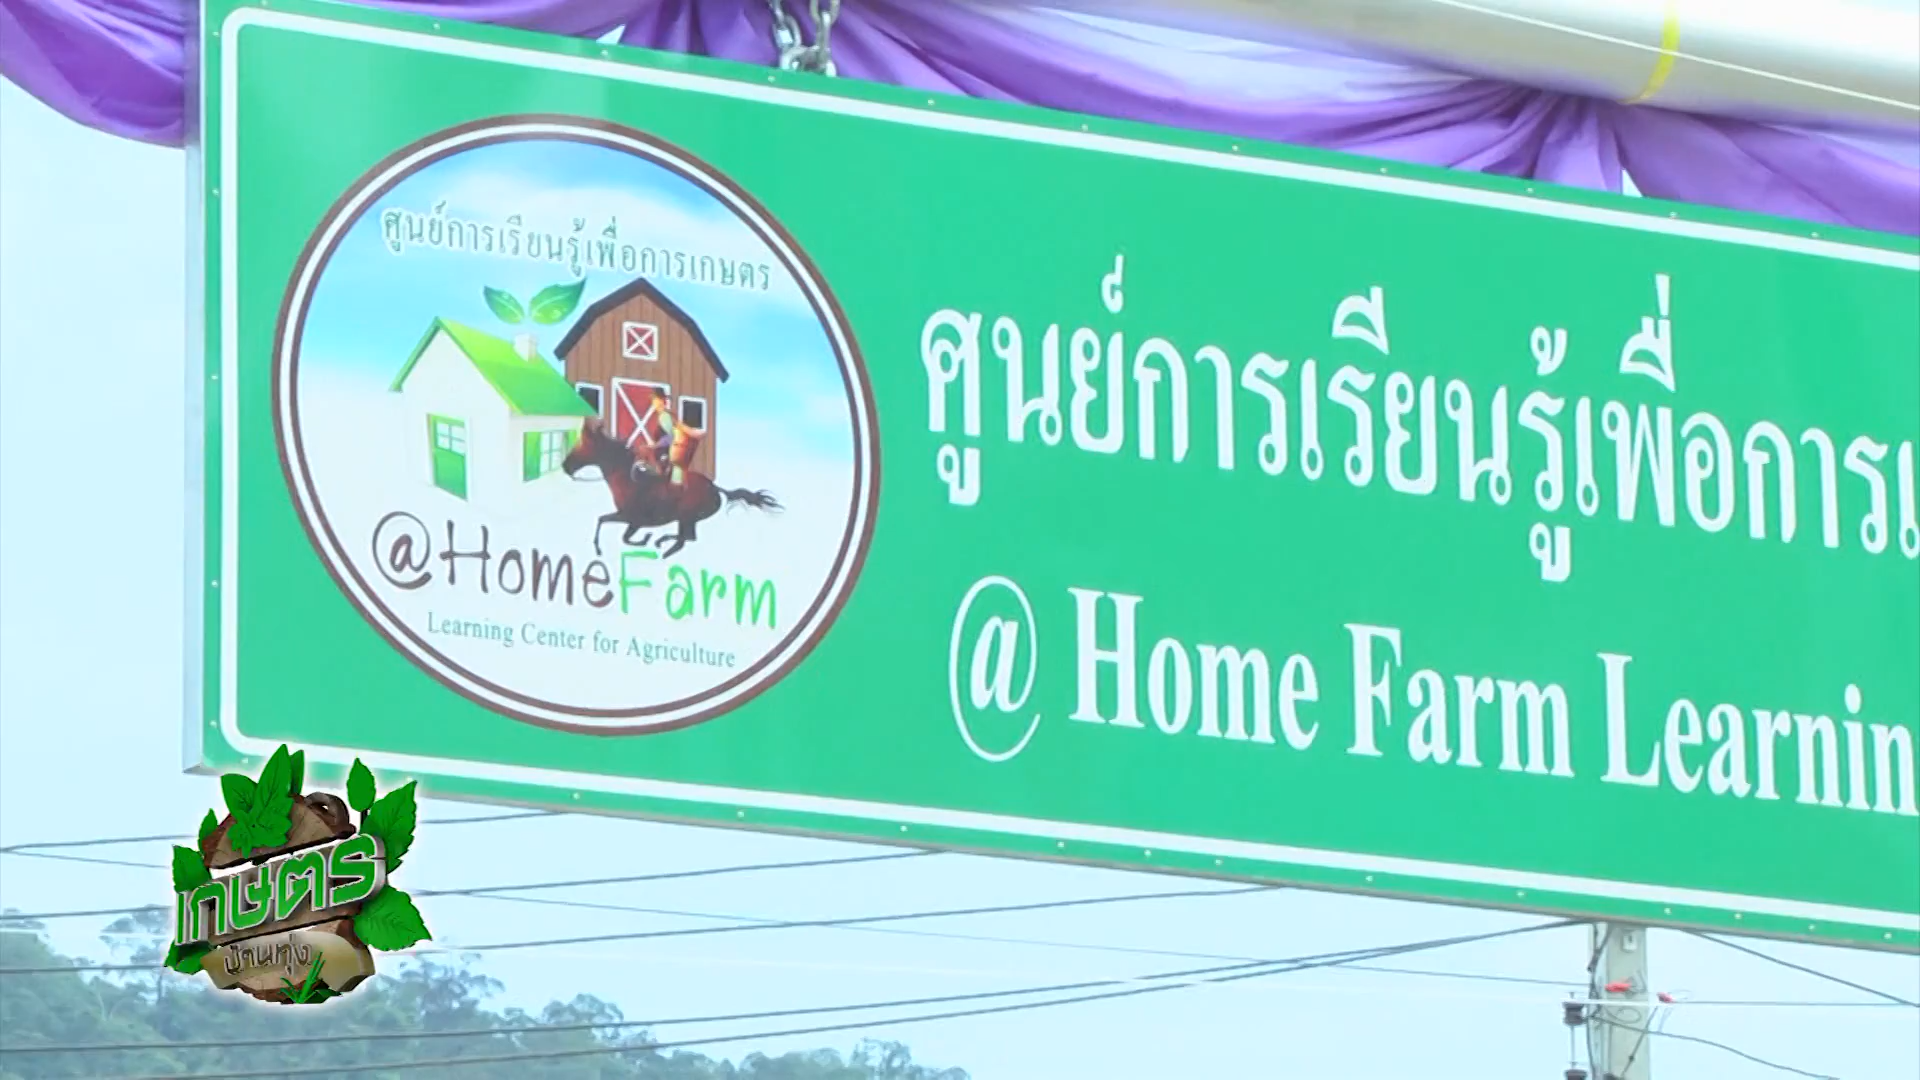 ศูนย์การเรียนรู้เพื่อการเกษตร
@HomeFarm
Learning Center for Agriculture
ศูนย์การเรียนรู้เพื่อการเ
@ Home Farm Learnin
เกษตร
บ้านทุ่ง